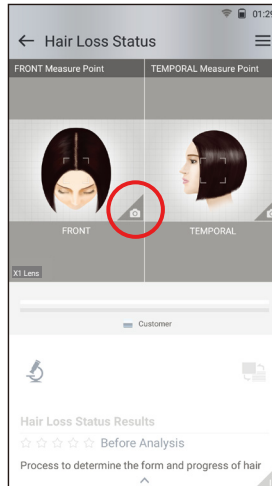 01:29
Hair Loss Status
FRONT Measure Point
TEMPORAL Measure Point
FRONT
TEMPORAL
X1 Lens
Customer
Hair Loss Status Results
Before Analysis
Process to determine the form and progress of hair